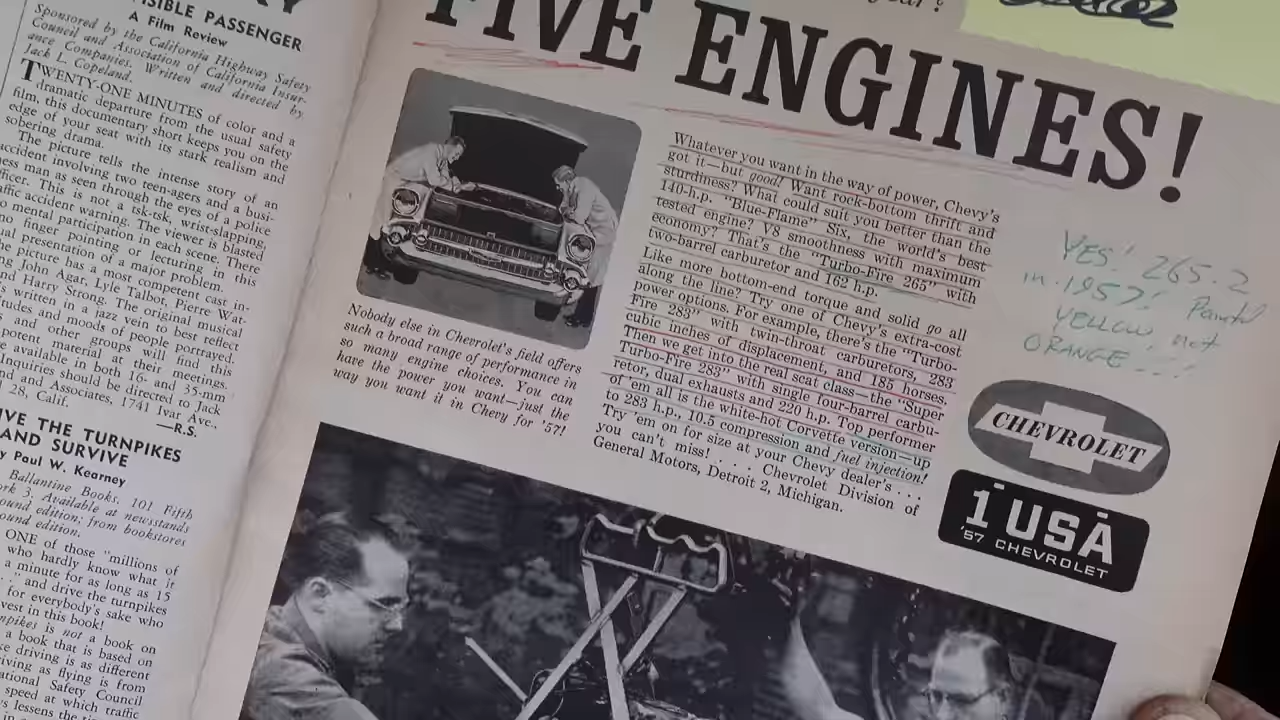 VISIBLE PASSENGER
A Film Review
Sponsored by the California Highway Safety
Council and Association of California Insur-
ance Companies. Written and directed by
Jack L. Copeland.
TWENTY-ONE MINUTES of color and a
dramatic departure from the usual safety
film, this documentary short keeps you on the
edge of your seat with its stark realism and
sobering drama.
The picture tells the intense story of an
accident involving two teen-agers and a busi-
ness man as seen through the eyes of a police
officer. This is not a tsk-tsk, wrist-slapping,
traffic accident warning. The viewer is blasted
to mental participation in each scene. There
no finger pointing or lecturing in this
ual presentation of a major problem.
he picture has a most competent cast in-
ng John Agar, Lyle Talbot, Pierre Wat-
nd Harry Strong. The original musical
s written in a jazz vein to best reflect
tudes and moods of people portrayed.
and other groups will find this
potent material at their meetings.
e available in both 16- and 35-mm
Inquiries should be directed to Jack
nd and Associates, 1741 Ivar Ave.,
28, Calif.
—R.S.
IVE THE TURNPIKES
AND SURVIVE
y Paul W. Kearney
Ballantine Books, 101 Fifth
ork 3. Available at newsstands
ound edition; from bookstores
ound edition.
ONE of those "millions of
who hardly know what it
a minute for as long as 15
" and drive the turnpikes
for everybody's sake who
vest in this book!
npikes is not a book on
a book that is based on
ke driving is as different
iving as flying is from
ational Safety Council
speed at which traffic
ys lessens the
FIVE ENGINES!
Nobody else in Chevrolet's field offers
such a broad range of performance in
so many engine choices. You can
have the power you want—just the
way you want it in Chevy for '57!
Whatever you want in the way of power, Chevy's
got it—but good! Want rock-bottom thrift and
sturdiness? What could suit you better than the
140-h.p. "Blue-Flame" Six, the world's best
tested engine? V8 smoothness with maximum
economy? That's the "Turbo-Fire 265" with
two-barrel carburetor and 162 h.p.
Like more bottom-end torque and solid go all
along the line? Try one of Chevy's extra-cost
power options. For example, there's the "Turbo-
Fire 283" with twin-throat carburetors, 283
cubic inches of displacement, and 185 horses.
Then we get into the real scat class—the "Super
Turbo-Fire 283" with single four-barrel carbu-
retor, dual exhausts and 220 h.p. Top performer
of 'em all is the white-hot Corvette version—up
to 283 h.p., 10.5 compression and fuel injection!
Try 'em on for size at your Chevy dealer's . . .
you can't miss! . . . Chevrolet Division of
General Motors, Detroit 2, Michigan.
YES! 265-2
in 1957! Painted
YELLOW, not
ORANGE...!
CHEVROLET
1 USA
'57 CHEVROLET